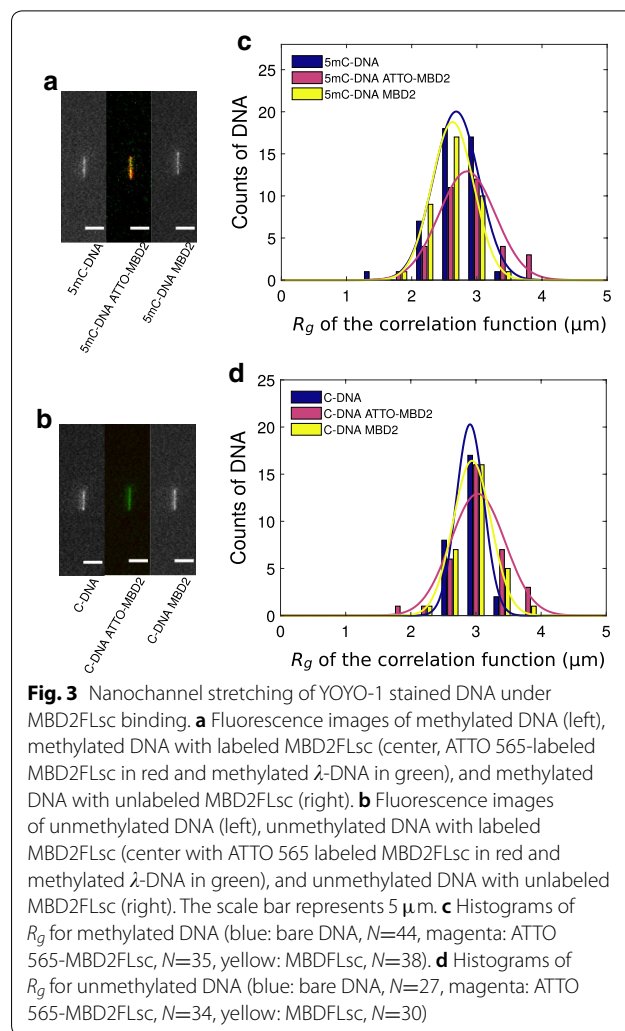 a
5mC-DNA
5mC-DNA ATTO-MBD2
5mC-DNA MBD2
c
5mC-DNA
5mC-DNA ATTO-MBD2
5mC-DNA MBD2
Counts of DNA
25
20
15
10
5
0
0 1 2 3 4 5
Rg of the correlation function (μm)
b
C-DNA
C-DNA ATTO-MBD2
C-DNA MBD2
d
C-DNA
C-DNA ATTO-MBD2
C-DNA MBD2
Counts of DNA
25
20
15
10
5
0
0 1 2 3 4 5
Rg of the correlation function (μm)
Fig. 3 Nanochannel stretching of YOYO-1 stained DNA under
MBD2FLsc binding. a Fluorescence images of methylated DNA (left),
methylated DNA with labeled MBD2FLsc (center, ATTO 565-labeled
MBD2FLsc in red and methylated λ-DNA in green), and methylated
DNA with unlabeled MBD2FLsc (right). b Fluorescence images
of unmethylated DNA (left), unmethylated DNA with labeled
MBD2FLsc (center with ATTO 565 labeled MBD2FLsc in red and
methylated λ-DNA in green), and unmethylated DNA with unlabeled
MBD2FLsc (right). The scale bar represents 5 μm. c Histograms of
Rg for methylated DNA (blue: bare DNA, N=44, magenta: ATTO
565-MBD2FLsc, N=35, yellow: MBDFLsc, N=38). d Histograms of
Rg for unmethylated DNA (blue: bare DNA, N=27, magenta: ATTO
565-MBD2FLsc, N=34, yellow: MBDFLsc, N=30)